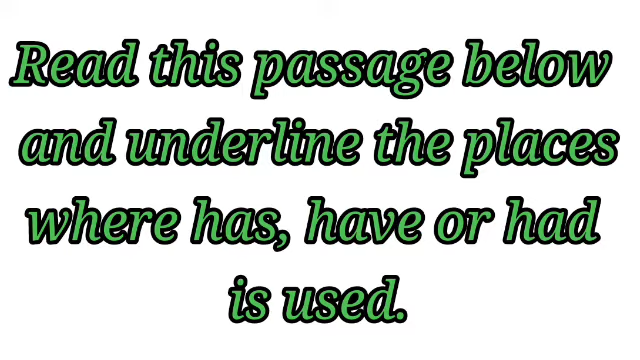 Read this passage below
and underline the places
where has, have or had
is used.